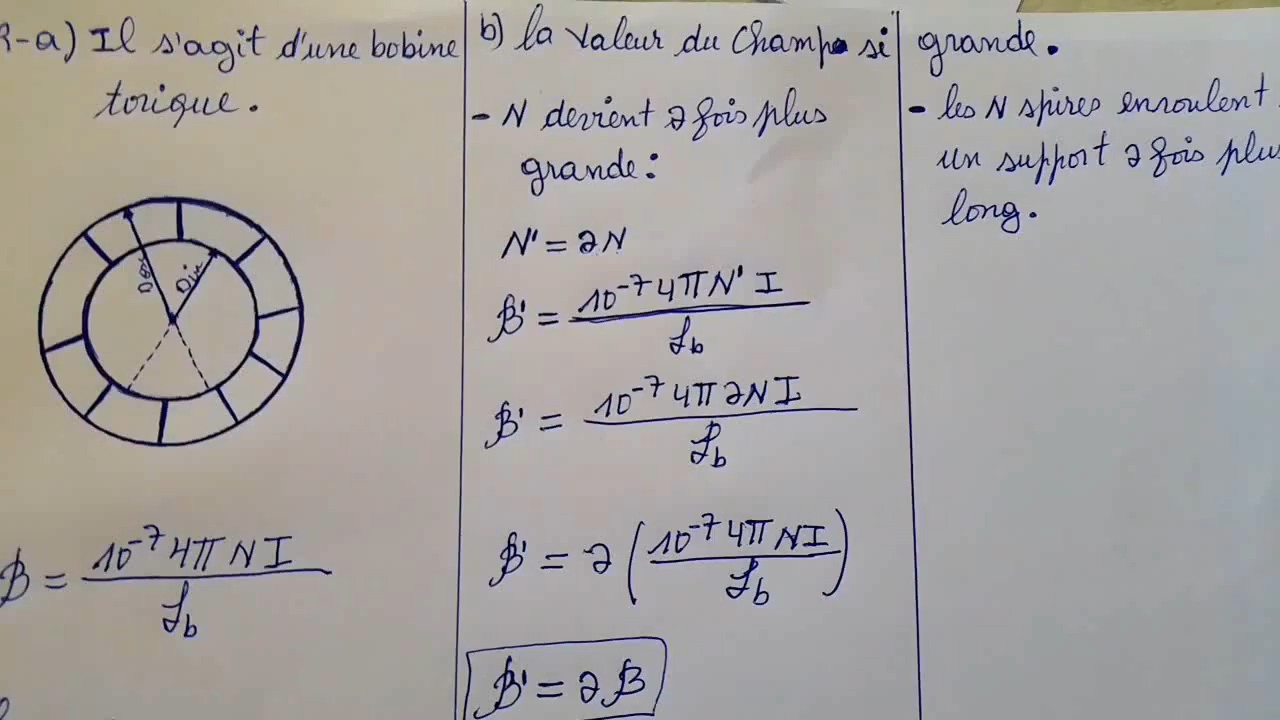 2-a) Il s'agit d'une bobine
torique.
Din
B = 10⁻⁷ 4π N I / Lb
b) la valeur du champ si
- N devient 2 fois plus
grande :
N' = 2N
B' = 10⁻⁷ 4π N' I / Lb
B' = 10⁻⁷ 4π 2N I / Lb
B' = 2 ( 10⁻⁷ 4π N I / Lb )
B' = 2B
grande.
- les N spires enroulent
un support 2 fois plus
long.